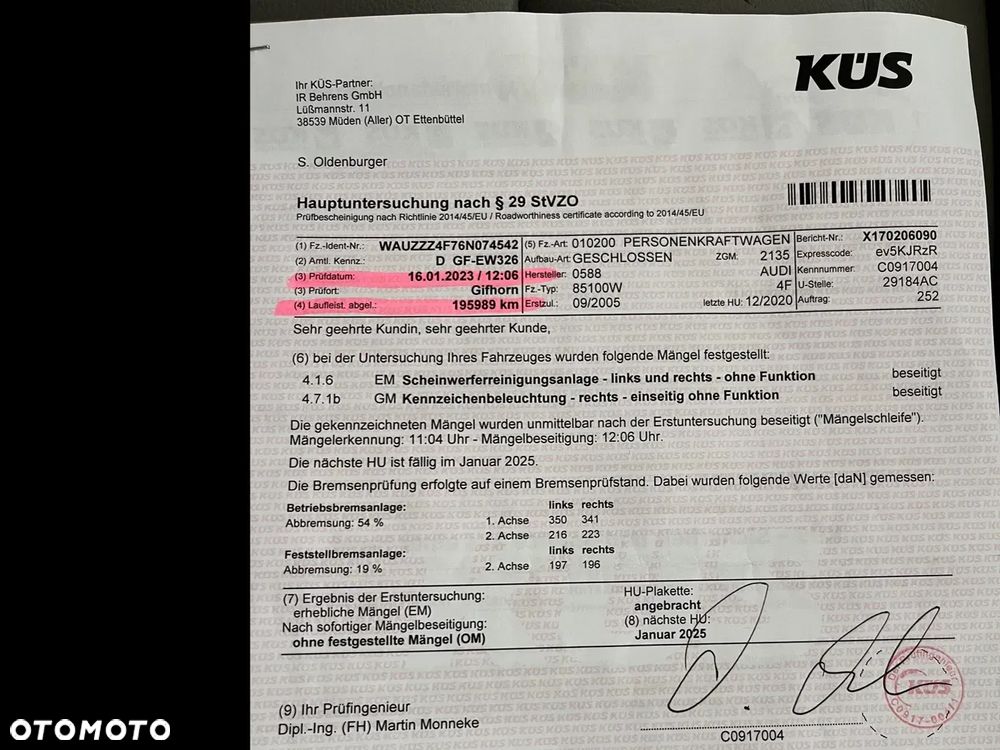 KÜS
Ihr KÜS-Partner:
IR Behrens GmbH
Lüßmannstr. 11
38539 Müden (Aller) OT Ettenbüttel
S. Oldenburger
Hauptuntersuchung nach § 29 StVZO
Prüfbescheinigung nach Richtlinie 2014/45/EU / Roadworthiness certificate according to 2014/45/EU
(1) Fz.-Ident-Nr.: WAUZZZ4F76N074542 (5) Fz.-Art: 010200 PERSONENKRAFTWAGEN Bericht-Nr.: X170206090
(2) Amtl. Kennz.: D GF-EW326 Aufbau-Art: GESCHLOSSEN ZGM: 2135 Expresscode: ev5KJRzR
(3) Prüfdatum: 16.01.2023 / 12:06 Hersteller: 0588 AUDI Kennnummer: C0917004
(3) Prüfort: Gifhorn Fz.-Typ: 85100W 4F U-Stelle: 29184AC
(4) Laufleist. abgel.: 195989 km Erstzul.: 09/2005 letzte HU: 12/2020 Auftrag: 252
Sehr geehrte Kundin, sehr geehrter Kunde,
(6) bei der Untersuchung Ihres Fahrzeuges wurden folgende Mängel festgestellt:
4.1.6 EM Scheinwerferreinigungsanlage - links und rechts - ohne Funktion beseitigt
4.7.1b GM Kennzeichenbeleuchtung - rechts - einseitig ohne Funktion beseitigt
Die gekennzeichneten Mängel wurden unmittelbar nach der Erstuntersuchung beseitigt ("Mängelschleife").
Mängelerkennung: 11:04 Uhr - Mängelbeseitigung: 12:06 Uhr.
Die nächste HU ist fällig im Januar 2025.
Die Bremsenprüfung erfolgte auf einem Bremsenprüfstand. Dabei wurden folgende Werte [daN] gemessen:
Betriebsbremsanlage: links rechts
Abbremsung: 54 % 1. Achse 350 341
2. Achse 216 223
Feststellbremsanlage: links rechts
Abbremsung: 19 % 2. Achse 197 196
(7) Ergebnis der Erstuntersuchung: HU-Plakette:
erhebliche Mängel (EM) angebracht
Nach sofortiger Mängelbeseitigung: (8) nächste HU:
ohne festgestellte Mängel (OM) Januar 2025
(9) Ihr Prüfingenieur
Dipl.-Ing. (FH) Martin Monneke
C0917004
KÜS
OTOMOTO